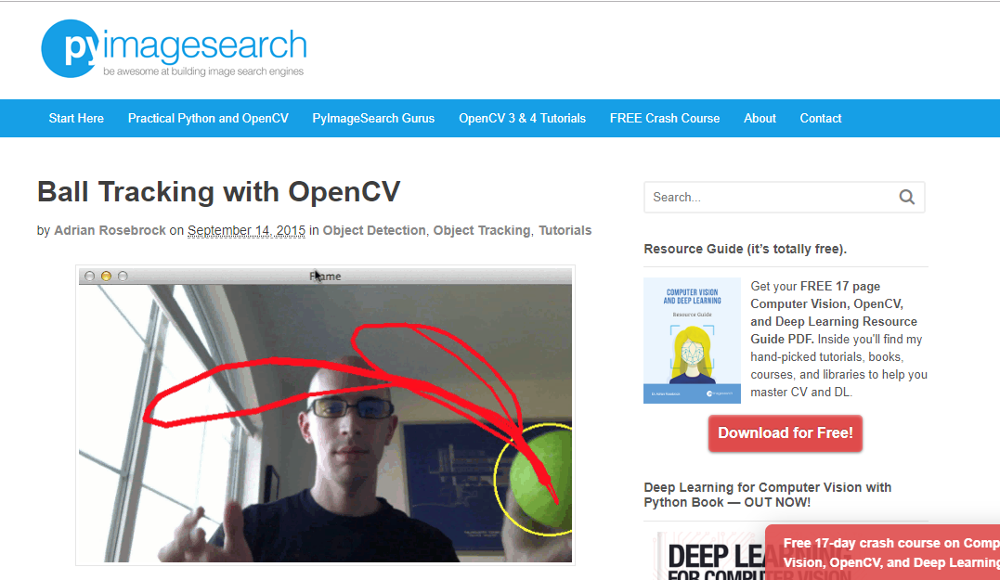 pyimagesearch
be awesome at building image search engines
Start Here
Practical Python and OpenCV
PyImageSearch Gurus
OpenCV 3 & 4 Tutorials
FREE Crash Course
About
Contact
Ball Tracking with OpenCV
by Adrian Rosebrock on September 14, 2015 in Object Detection, Object Tracking, Tutorials
Frame
Search...
Resource Guide (it's totally free).
COMPUTER VISION
AND DEEP LEARNING
Resource Guide
Get your FREE 17 page
Computer Vision, OpenCV,
and Deep Learning Resource
Guide PDF. Inside you'll find my
hand-picked tutorials, books,
courses, and libraries to help you
master CV and DL.
Download for Free!
Deep Learning for Computer Vision with
Python Book — OUT NOW!
DEEP LEARNING
FOR COMPUTER VISION
Free 17-day crash course on Comp
Vision, OpenCV, and Deep Learning